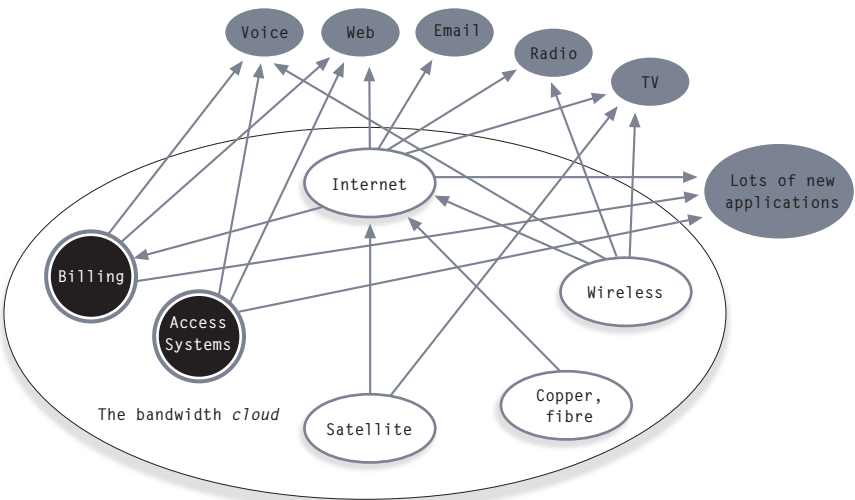 Voice
Web
Email
Radio
TV
Internet
Lots of new
applications
Billing
Wireless
Access
Systems
Copper,
fibre
The bandwidth cloud
Satellite